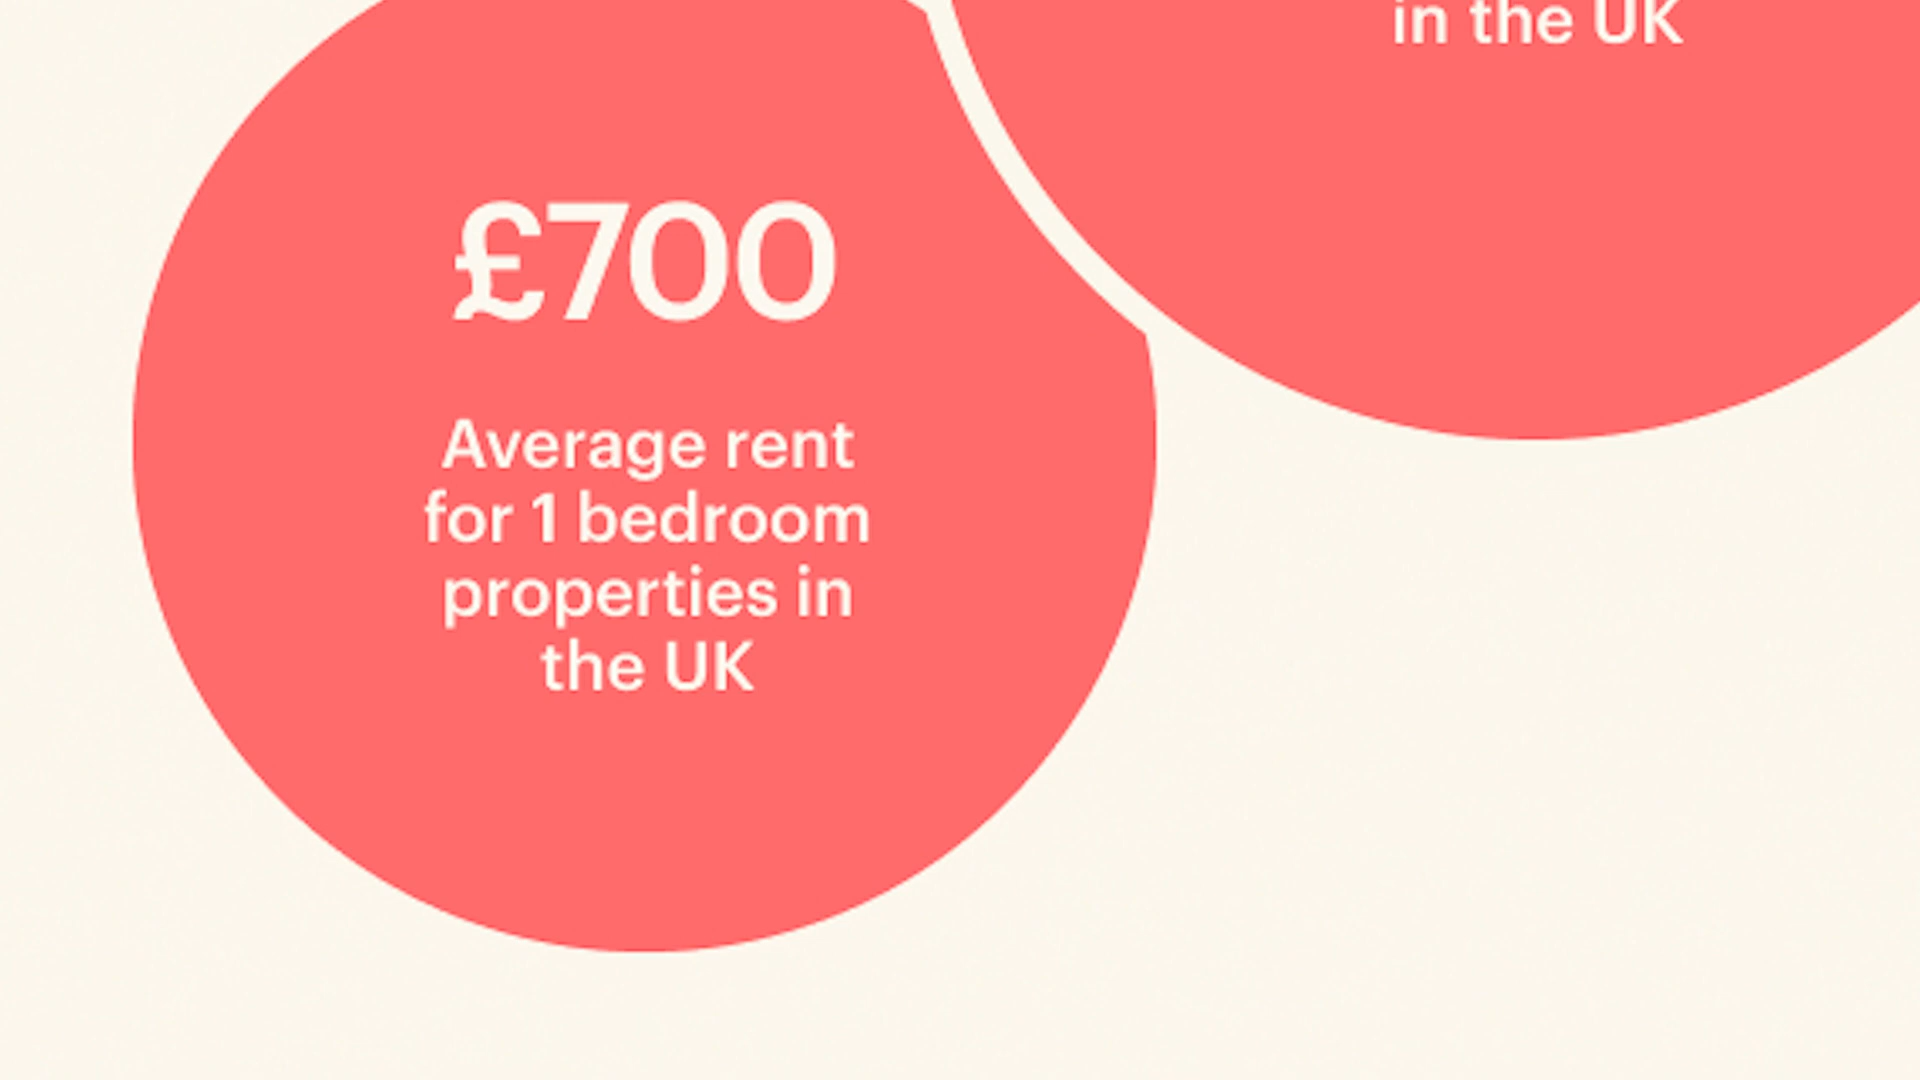 in the UK
£700
Average rent
for 1 bedroom
properties in
the UK